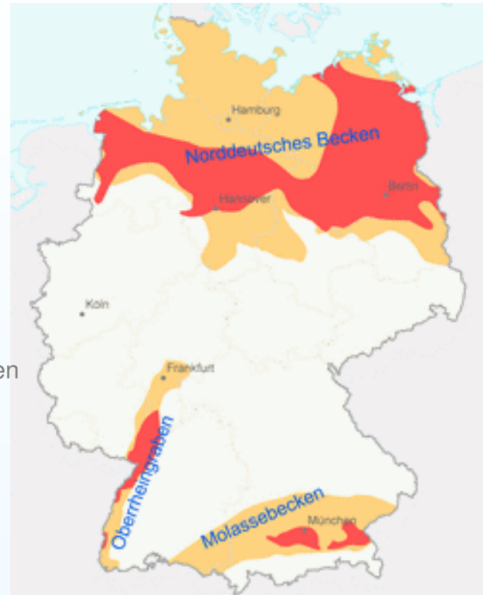 Hamburg
Norddeutsches Becken
Berlin
Hannover
Köln
en
Frankfurt
Oberrheingraben
Molassebecken
München